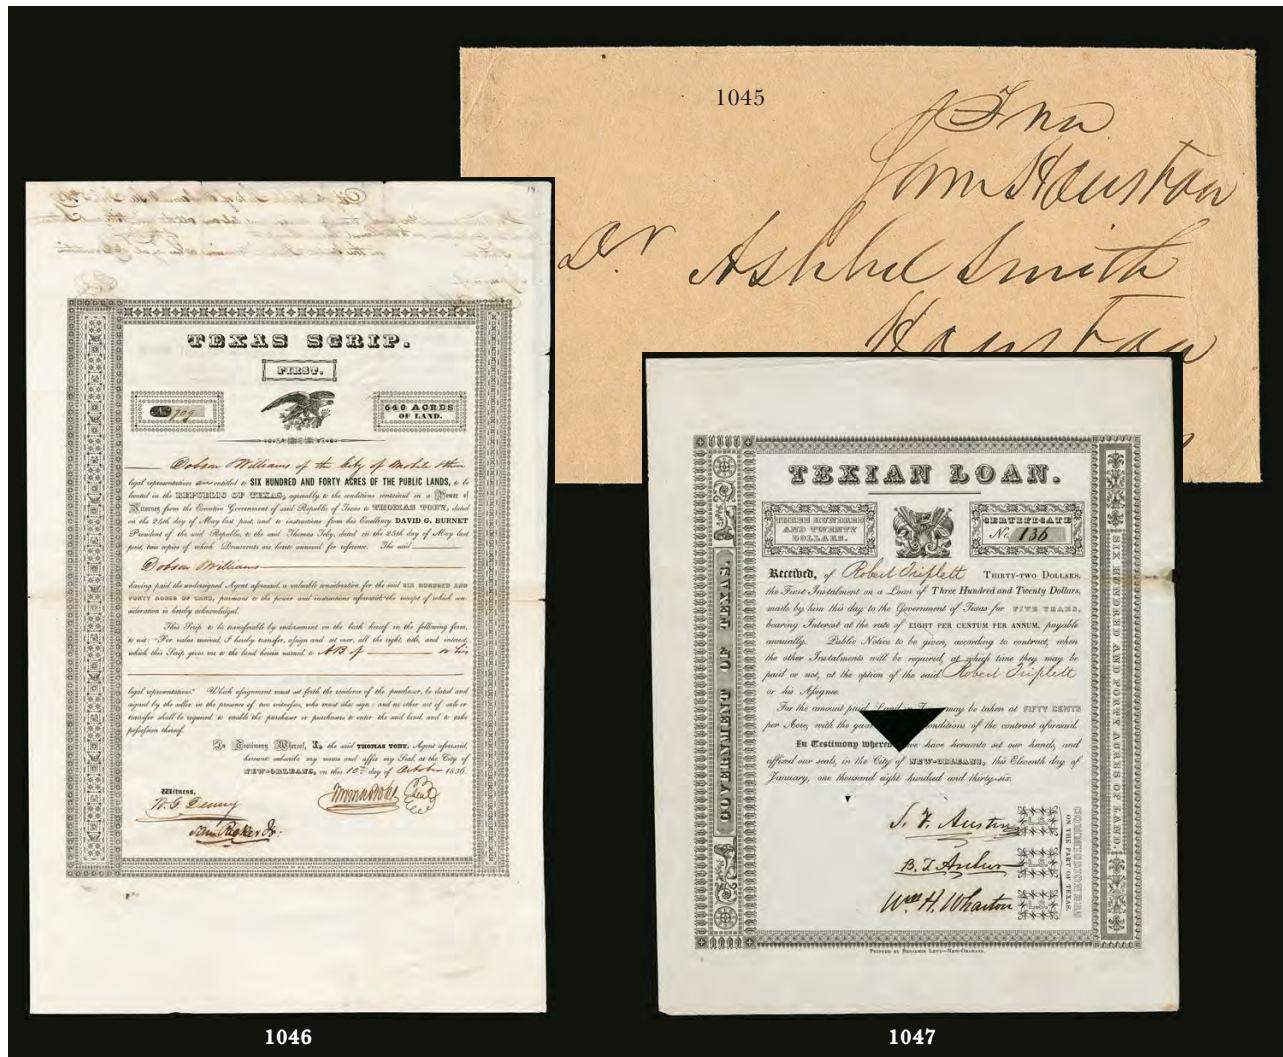 1045
Sam Houston
Dr Ashbel Smith
Houston
TEXAS SCRIP.
FIRST.
No. 909
640 ACRES
OF LAND.
Dobson Williams of the City of Mobile
legal representatives are entitled to SIX HUNDRED AND FORTY ACRES OF THE PUBLIC LANDS, to be
located in the REPUBLIC OF TEXAS, agreeably to the conditions contained in a Power of
Attorney from the Executive Government of said Republic of Texas to THOMAS TOBY, dated
on the 24th day of May last past, and to instructions from his Excellency DAVID G. BURNET
President of the said Republic, to the said Thomas Toby, dated on the 25th day of May last
past, two copies of which Documents are hereto annexed for reference. The said
Dobson Williams
having paid the undersigned Agent aforesaid, a valuable consideration for the said SIX HUNDRED AND
FORTY ACRES OF LAND, pursuant to the power and instructions aforesaid, the receipt of which con-
sideration is hereby acknowledged.
This Scrip to be transferable by endorsement on the back hereof in the following form,
to wit: "For value received, I hereby transfer, assign and set over, all the right, title, and interest,
which this Scrip gives me to the land herein named, to A B of or his
legal representatives." Which assignment must set forth the residence of the purchaser, be dated and
signed by the seller in the presence of two witnesses, who must also sign: and no other act of sale or
transfer shall be required to enable the purchaser or purchasers to enter the said land, and to take
possession thereof.
In Testimony Whereof, I, the said THOMAS TOBY, Agent aforesaid,
hereunto subscribe my name and affix my Seal, at the City of
NEW-ORLEANS, on this 10th day of October 1836.
Witness,
W. G. Denny
1046
TEXIAN LOAN.
THREE HUNDRED
AND TWENTY
DOLLARS.
CERTIFICATE
No. 136
Received, of Robert Triplett THIRTY-TWO DOLLARS,
the First Instalment on a Loan of Three Hundred and Twenty Dollars,
made by him this day to the Government of Texas for FIVE YEARS,
bearing Interest at the rate of EIGHT PER CENTUM PER ANNUM, payable
annually. Public Notice to be given, according to contract, when
the other Instalments will be required, at which time they may be
paid or not, at the option of the said Robert Triplett
or his Assignee.
For the amount paid, Land in may be taken at FIFTY CENTS
per Acre, with the conditions of the contract aforesaid.
In Testimony whereof, we have hereunto set our hands, and
affixed our seals, in the City of NEW-ORLEANS, this Eleventh day of
January, one thousand eight hundred and thirty-six.
S. F. Austin
B. T. Archer
Wm H. Wharton
COMMISSIONERS
ON THE PART OF TEXAS.
GOVERNMENT OF TEXAS.
SIX HUNDRED AND FORTY ACRES OF LAND.
PRINTED BY BENJAMIN LEVY—NEW-ORLEANS.
1047